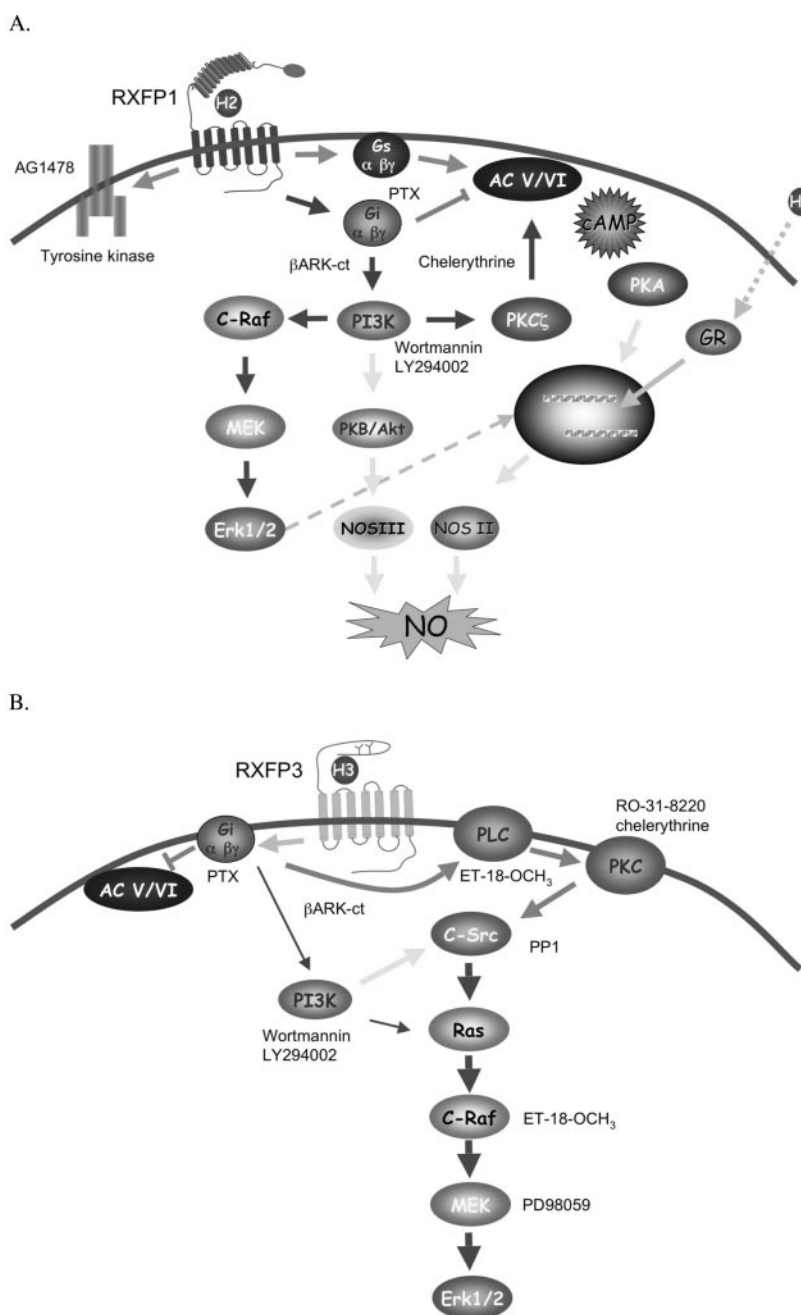 A.
RXFP1
H2
AG1478
Tyrosine kinase
Gs
α βγ
PTX
Gi
α βγ
AC V/VI
cAMP
H
βARK-ct
Chelerythrine
PKA
C-Raf
PI3K
PKCζ
GR
Wortmannin
LY294002
MEK
PKB/Akt
Erk1/2
NOSIII
NOS II
NO
B.
RXFP3
H3
Gi
α βγ
PTX
AC V/VI
PLC
ET-18-OCH₃
RO-31-8220
chelerythrine
PKC
βARK-ct
C-Src
PP1
PI3K
Wortmannin
LY294002
Ras
C-Raf
ET-18-OCH₃
MEK
PD98059
Erk1/2